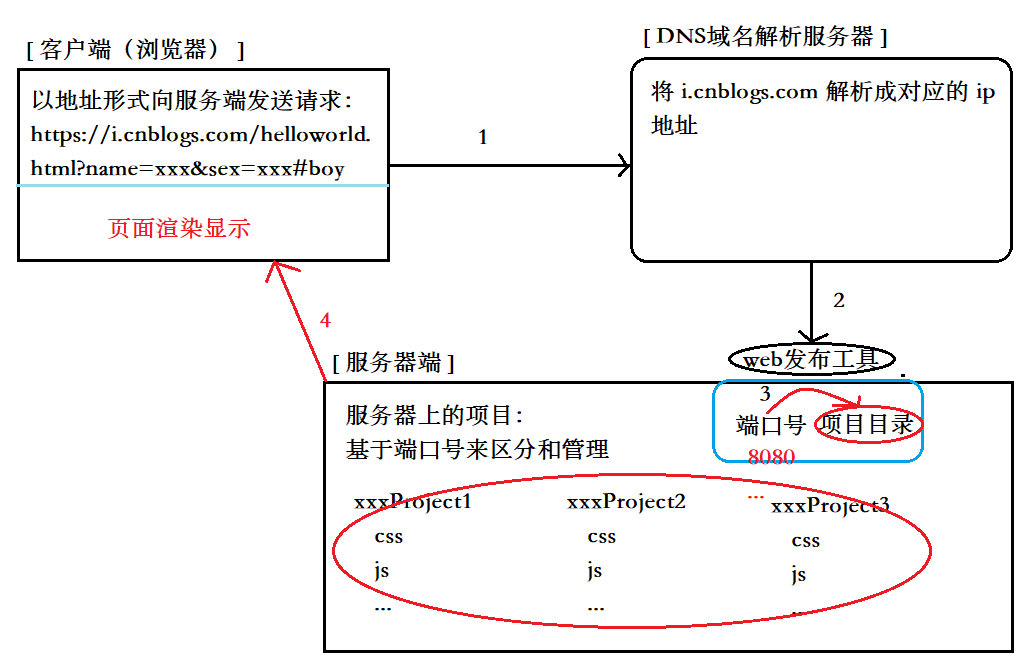 [ 客户端（浏览器） ]
以地址形式向服务端发送请求：
https://i.cnblogs.com/helloworld.
html?name=xxx&sex=xxx#boy
页面渲染显示
1
[ DNS域名解析服务器 ]
将 i.cnblogs.com 解析成对应的 ip
地址
2
4
web发布工具
[ 服务器端 ]
服务器上的项目：
基于端口号来区分和管理
3
端口号 项目目录
8080
xxxProject1 xxxProject2 ... xxxProject3
css css css
js js js
... ... ...